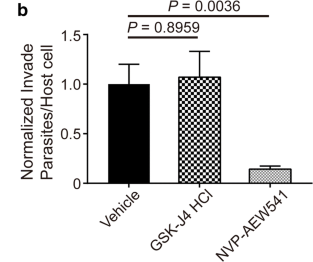 b
P = 0.0036
P = 0.8959
Normalized Invade
Parasites/Host cell
1.5
1.0
0.5
0
Vehicle
GSK-J4 HCl
NVP-AEW541